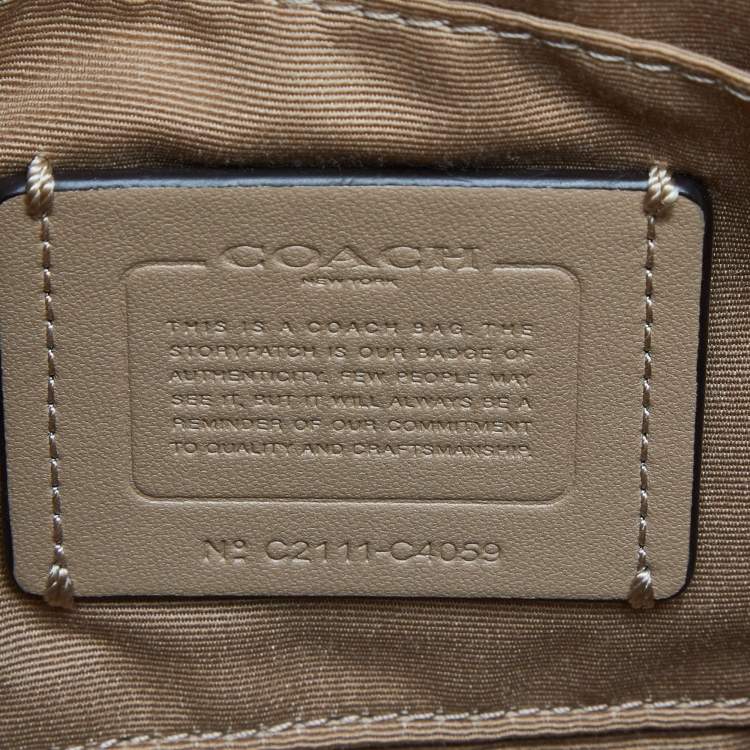 COACH
NEW YORK
THIS IS A COACH BAG. THE
STORYPATCH IS OUR BADGE OF
AUTHENTICITY. FEW PEOPLE MAY
SEE IT, BUT IT WILL ALWAYS BE A
REMINDER OF OUR COMMITMENT
TO QUALITY AND CRAFTSMANSHIP.
Nº C2111-C4059